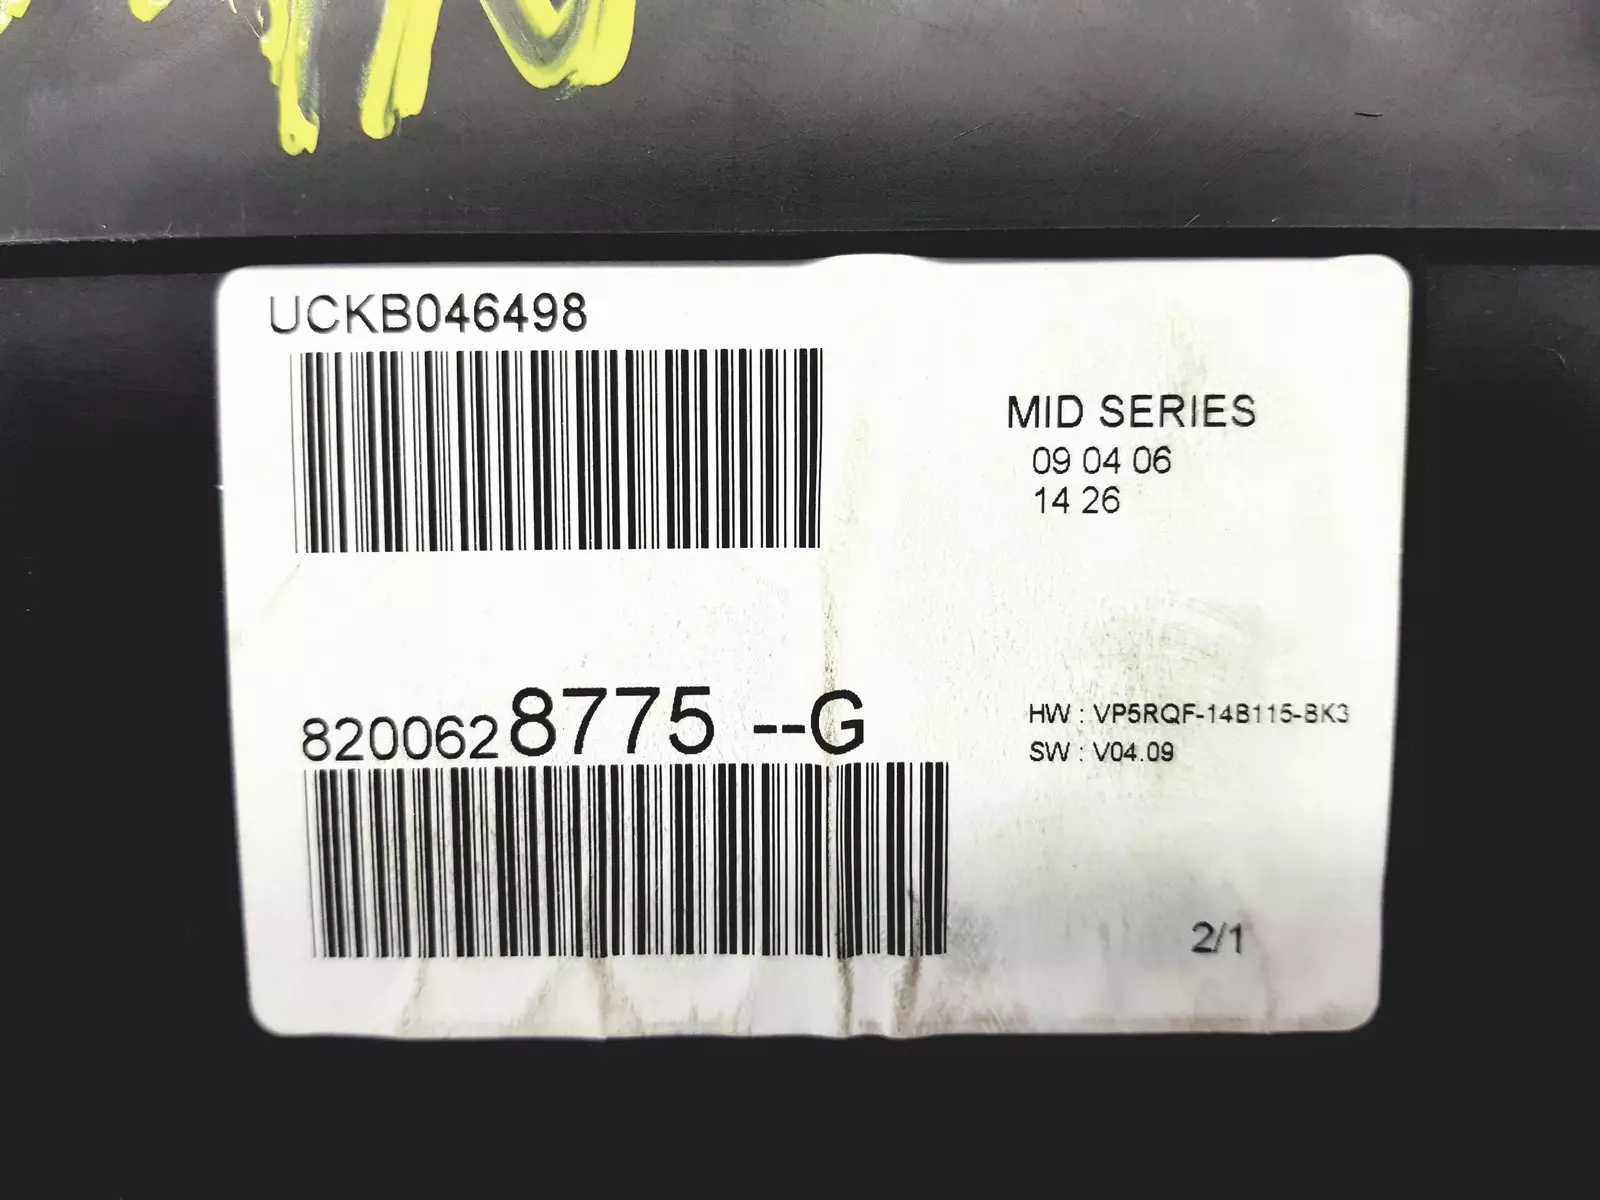 UCKB046498
MID SERIES
09 04 06
14 26
8200628775 --G
HW : VP5RQF-14B115-BK3
SW : V04.09
2/1